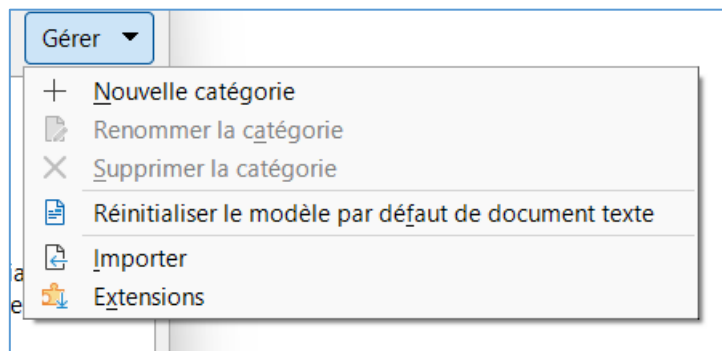 Gérer
Nouvelle catégorie
Renommer la catégorie
Supprimer la catégorie
Réinitialiser le modèle par défaut de document texte
Importer
Extensions